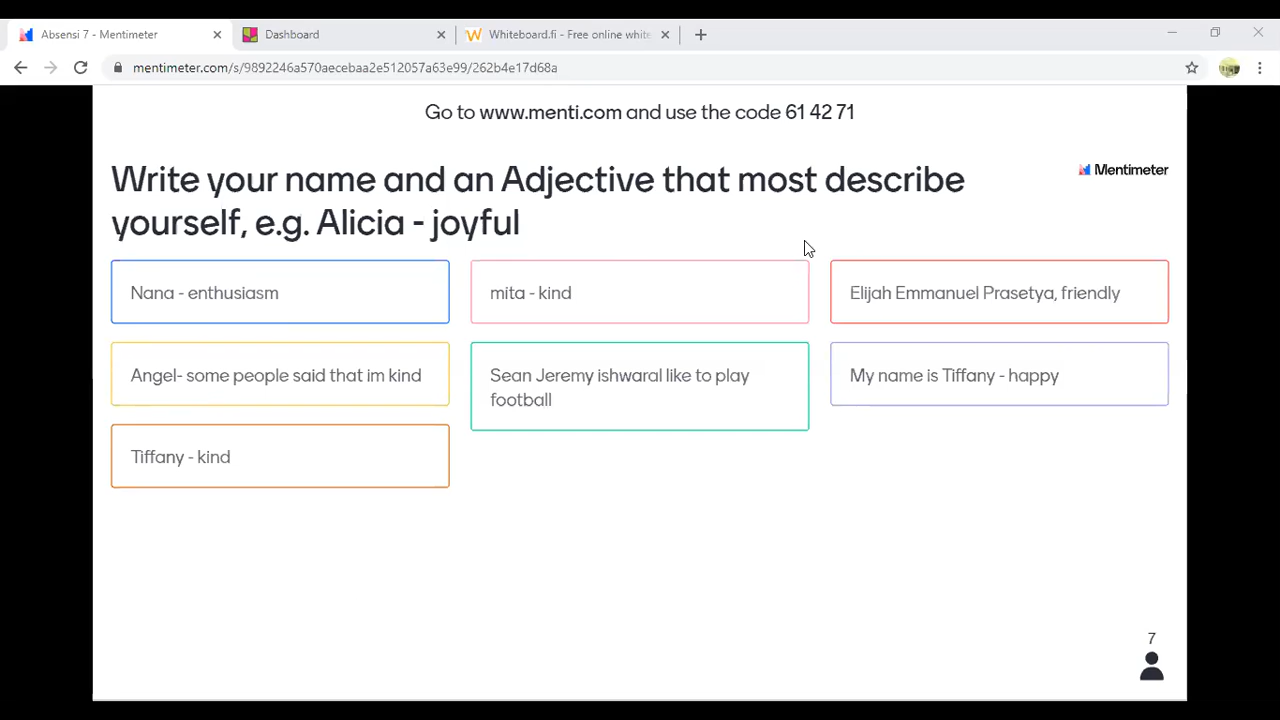 Absensi 7 - Mentimeter
Dashboard
Whiteboard.fi - Free online white
mentimeter.com/s/9892246a570aecebaa2e512057a63e99/262b4e17d68a
Go to www.menti.com and use the code 61 42 71
Write your name and an Adjective that most describe
yourself, e.g. Alicia - joyful
Mentimeter
Nana - enthusiasm
mita - kind
Elijah Emmanuel Prasetya, friendly
Angel- some people said that im kind
Sean Jeremy ishwaral like to play
football
My name is Tiffany - happy
Tiffany - kind
7